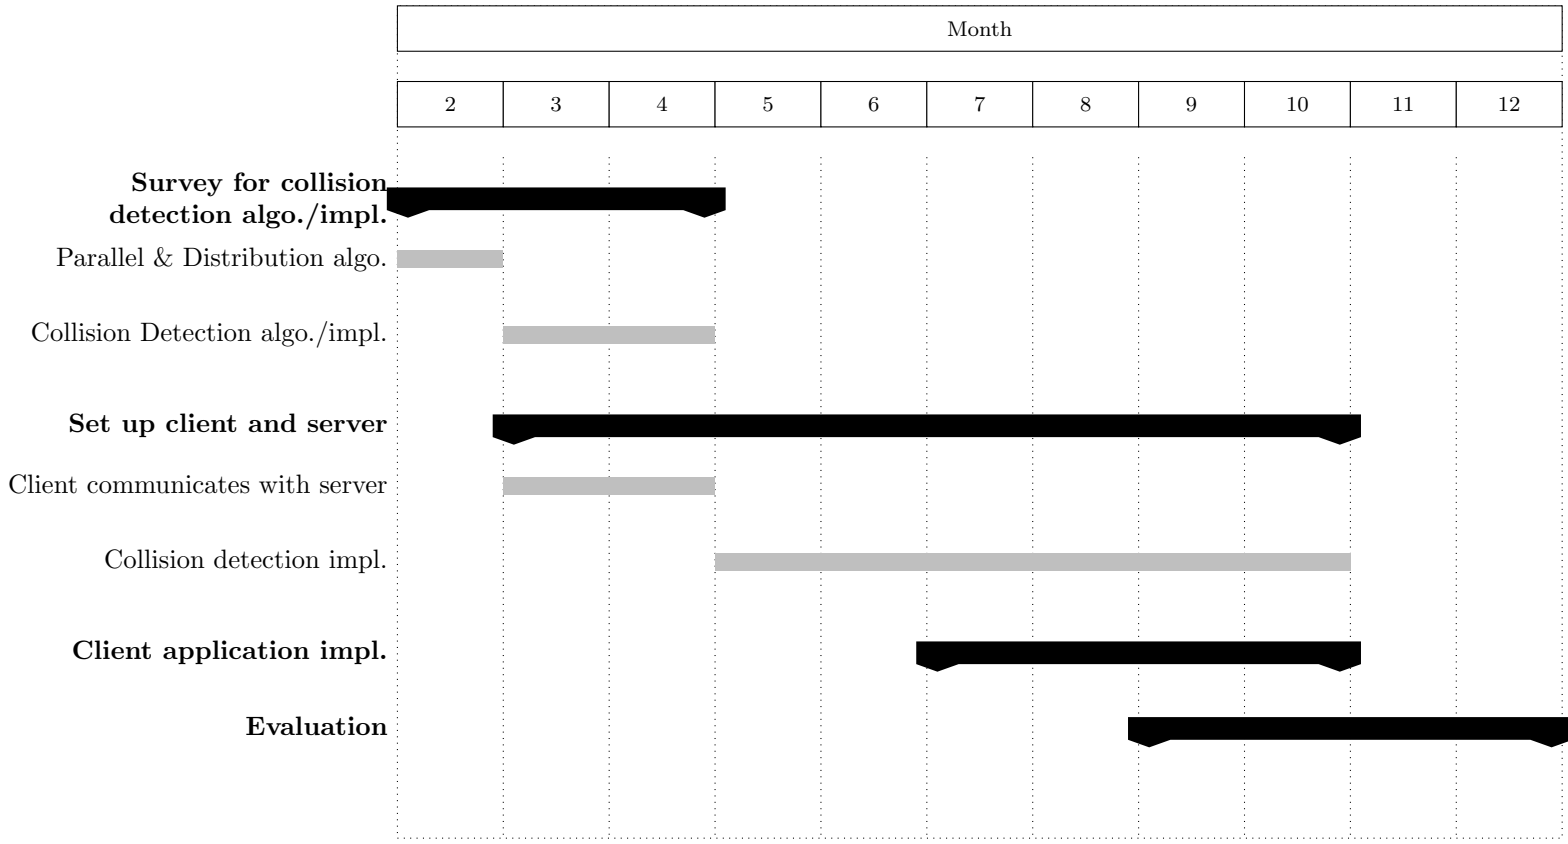 Month
2 3 4 5 6 7 8 9 10 11 12
Survey for collision
detection algo./impl.
Parallel & Distribution algo.
Collision Detection algo./impl.
Set up client and server
Client communicates with server
Collision detection impl.
Client application impl.
Evaluation